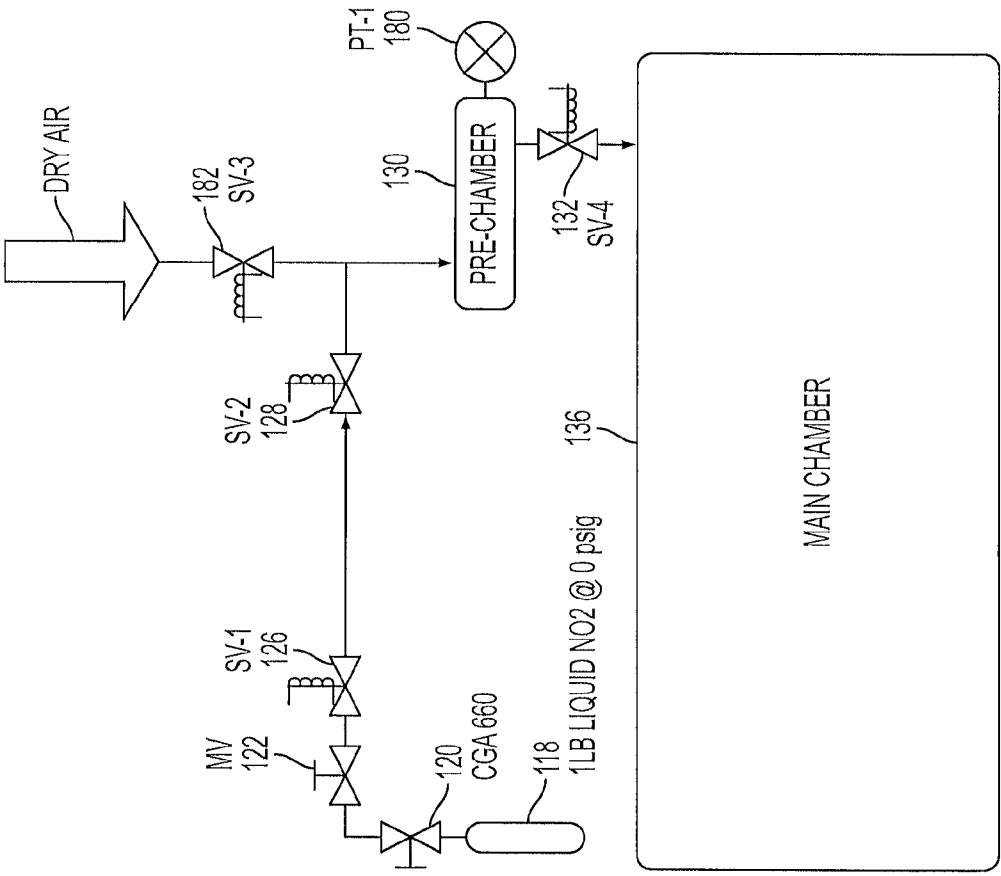 DRY AIR
182
SV-3
PT-1
180
130
PRE-CHAMBER
132
SV-4
SV-2
128
SV-1
126
MV
122
120
CGA 660
118
1LB LIQUID NO2 @ 0 psig
136
MAIN CHAMBER